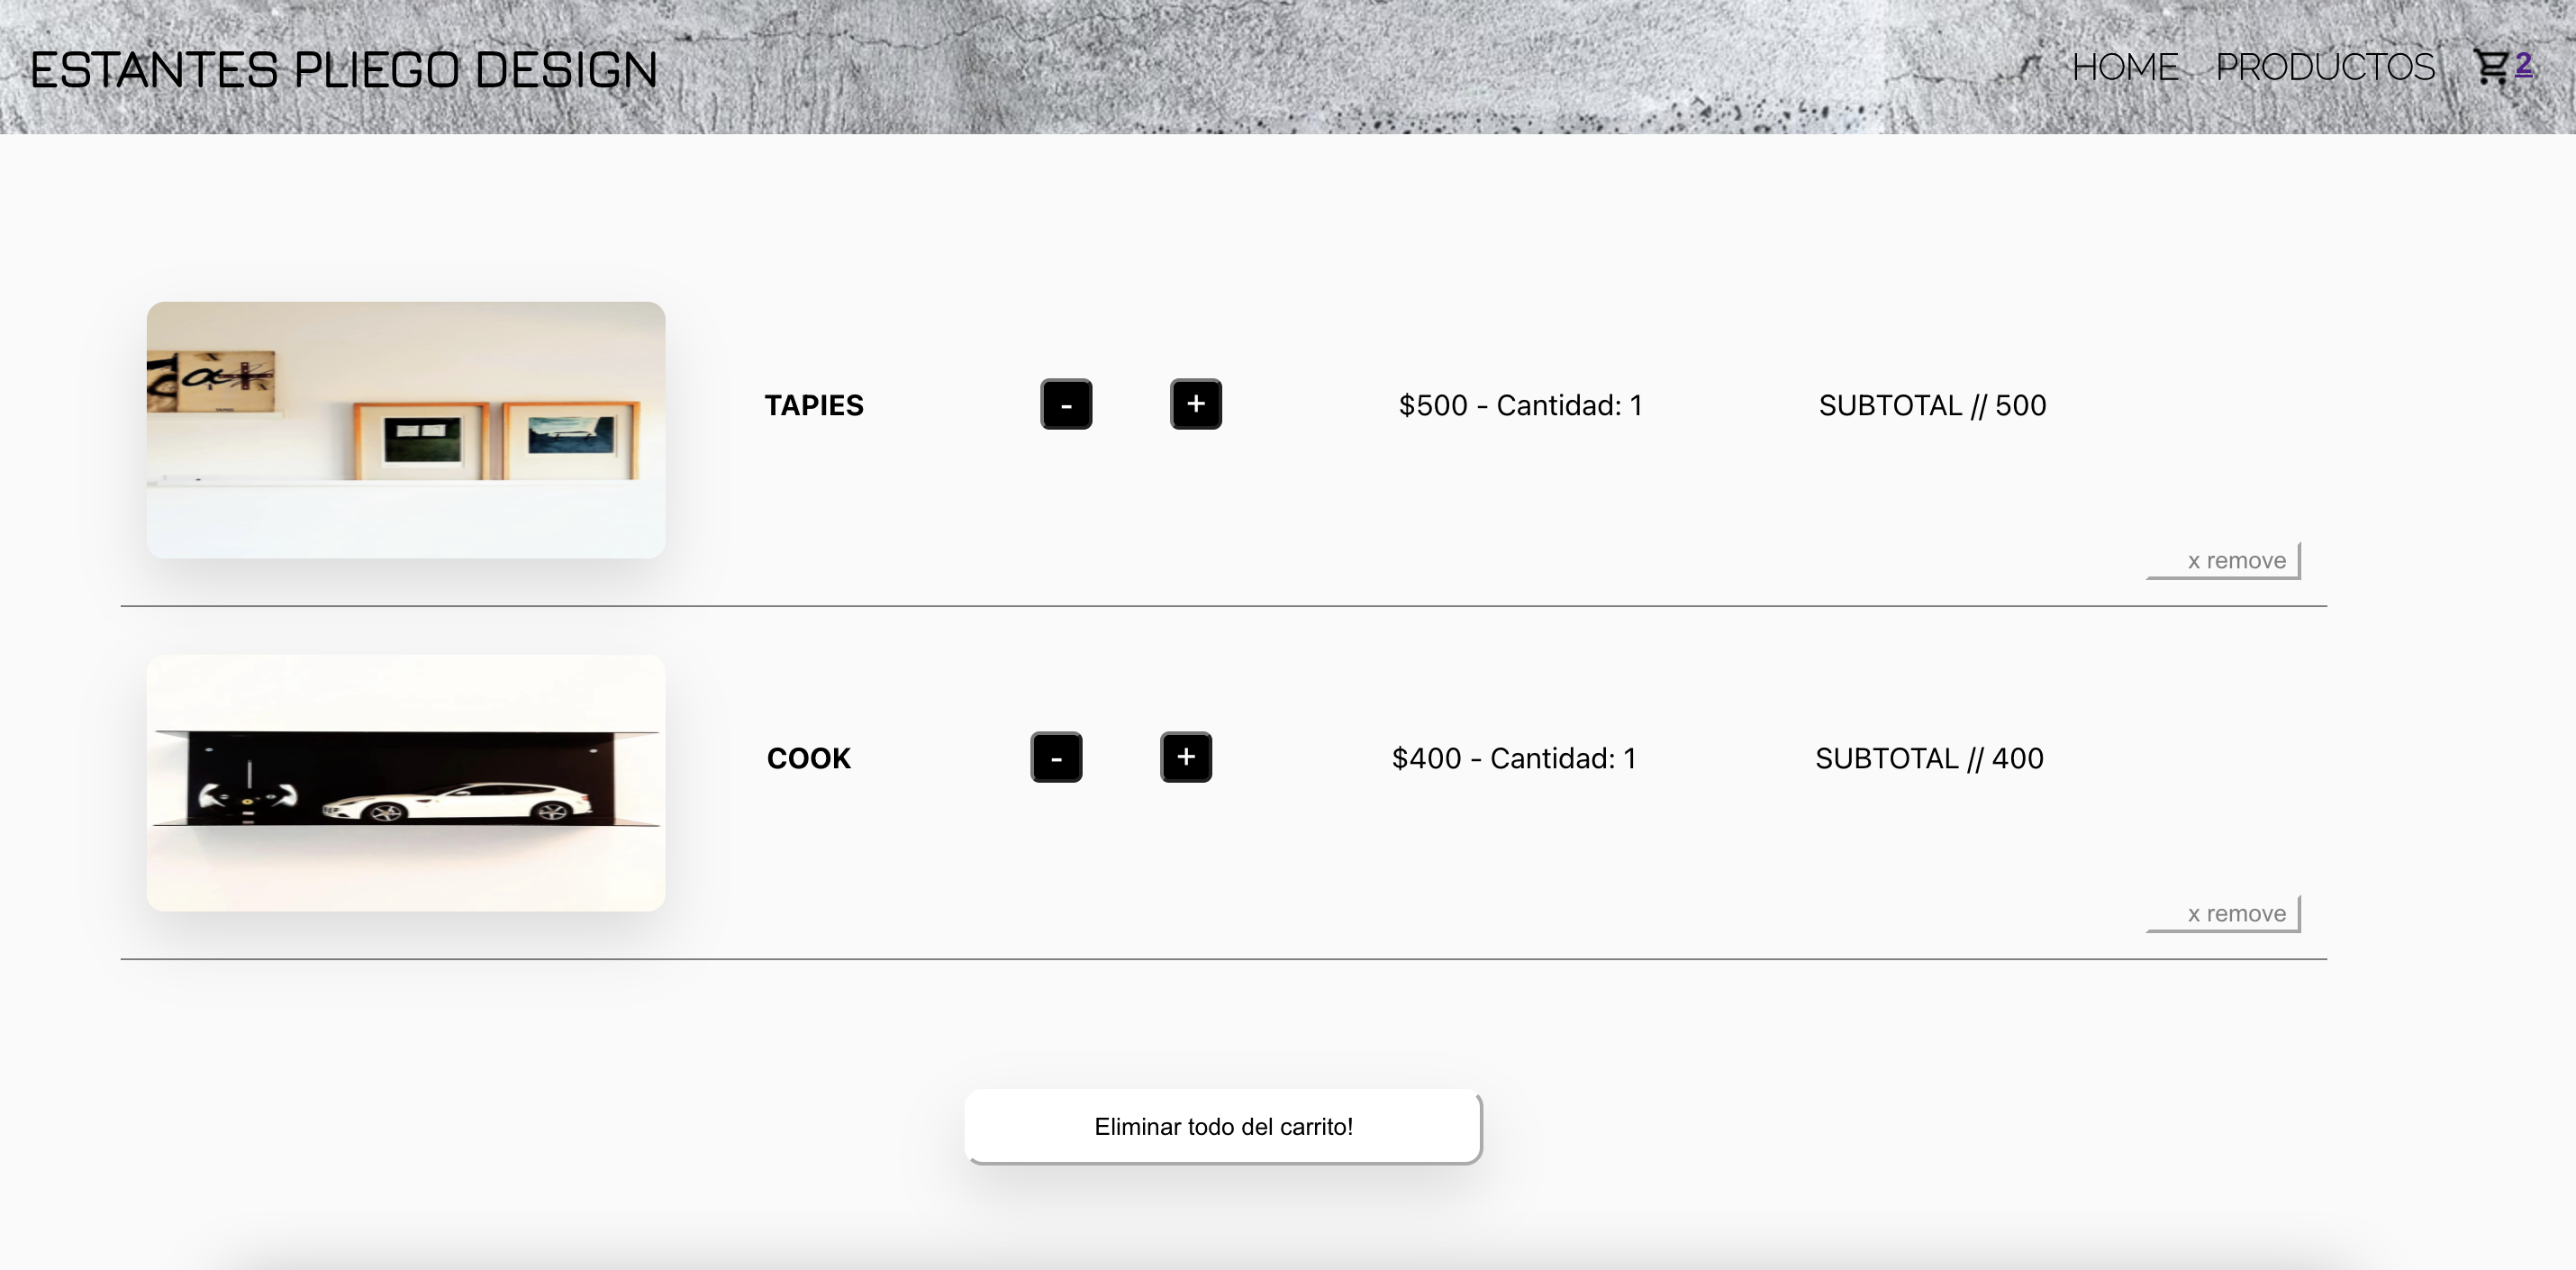 ESTANTES PLIEGO DESIGN
HOME PRODUCTOS 2
TAPIES - + $500 - Cantidad: 1 SUBTOTAL // 500
x remove
COOK - + $400 - Cantidad: 1 SUBTOTAL // 400
x remove
Eliminar todo del carrito!